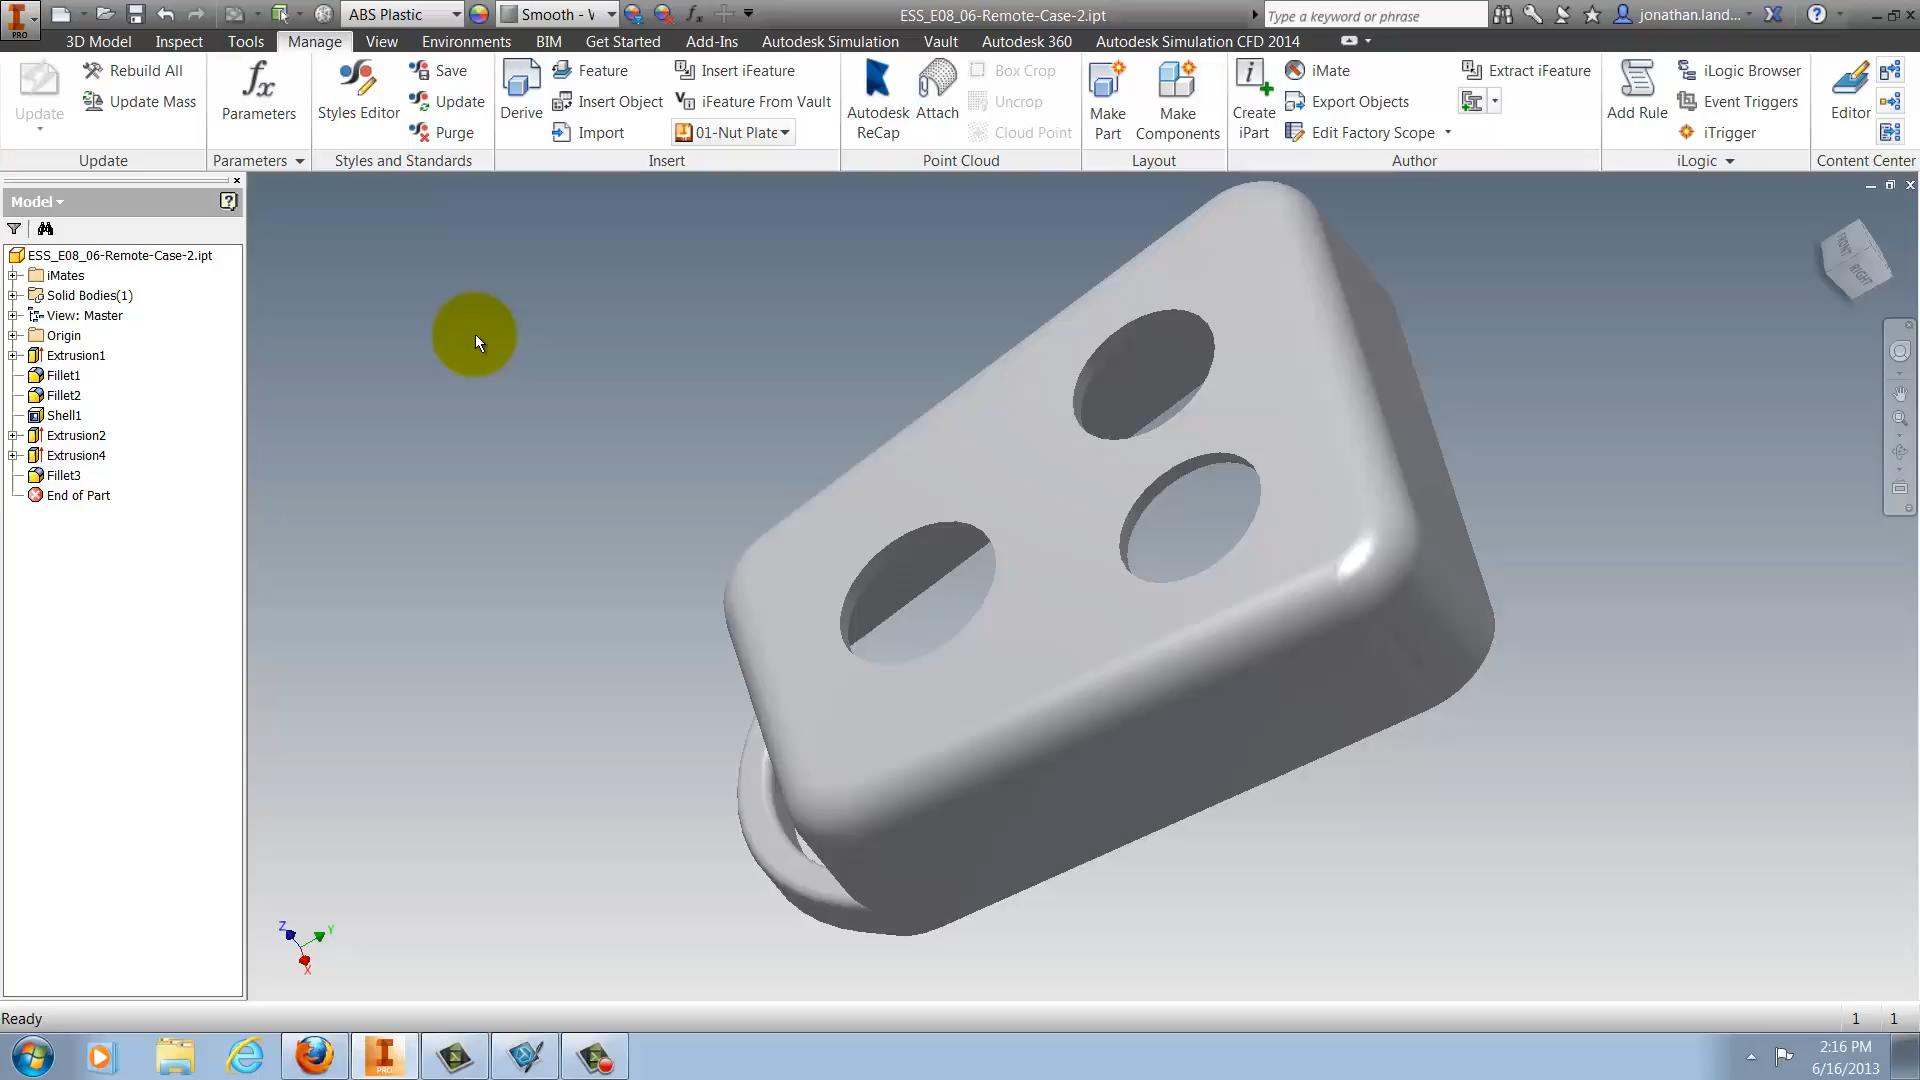 ABS Plastic Smooth - V ESS_E08_06-Remote-Case-2.ipt Type a keyword or phrase jonathan.land...
PRO
3D Model Inspect Tools Manage View Environments BIM Get Started Add-Ins Autodesk Simulation Vault Autodesk 360 Autodesk Simulation CFD 2014
Rebuild All Save Feature Insert iFeature Box Crop iMate Extract iFeature iLogic Browser
Update Mass Update Insert Object iFeature From Vault Uncrop Export Objects Event Triggers
Update Parameters Styles Editor Derive Autodesk ReCap Attach Make Part Make Components Create iPart Add Rule Editor
Purge Import 01-Nut Plate Cloud Point Edit Factory Scope iTrigger
Update Parameters Styles and Standards Insert Point Cloud Layout Author iLogic Content Center
Model
ESS_E08_06-Remote-Case-2.ipt
iMates
Solid Bodies(1)
View: Master
Origin
Extrusion1
Fillet1
Fillet2
Shell1
Extrusion2
Extrusion4
Fillet3
End of Part
FRONT
RIGHT
Z Y
X
Ready 1 1
PRO
2:16 PM
6/16/2013